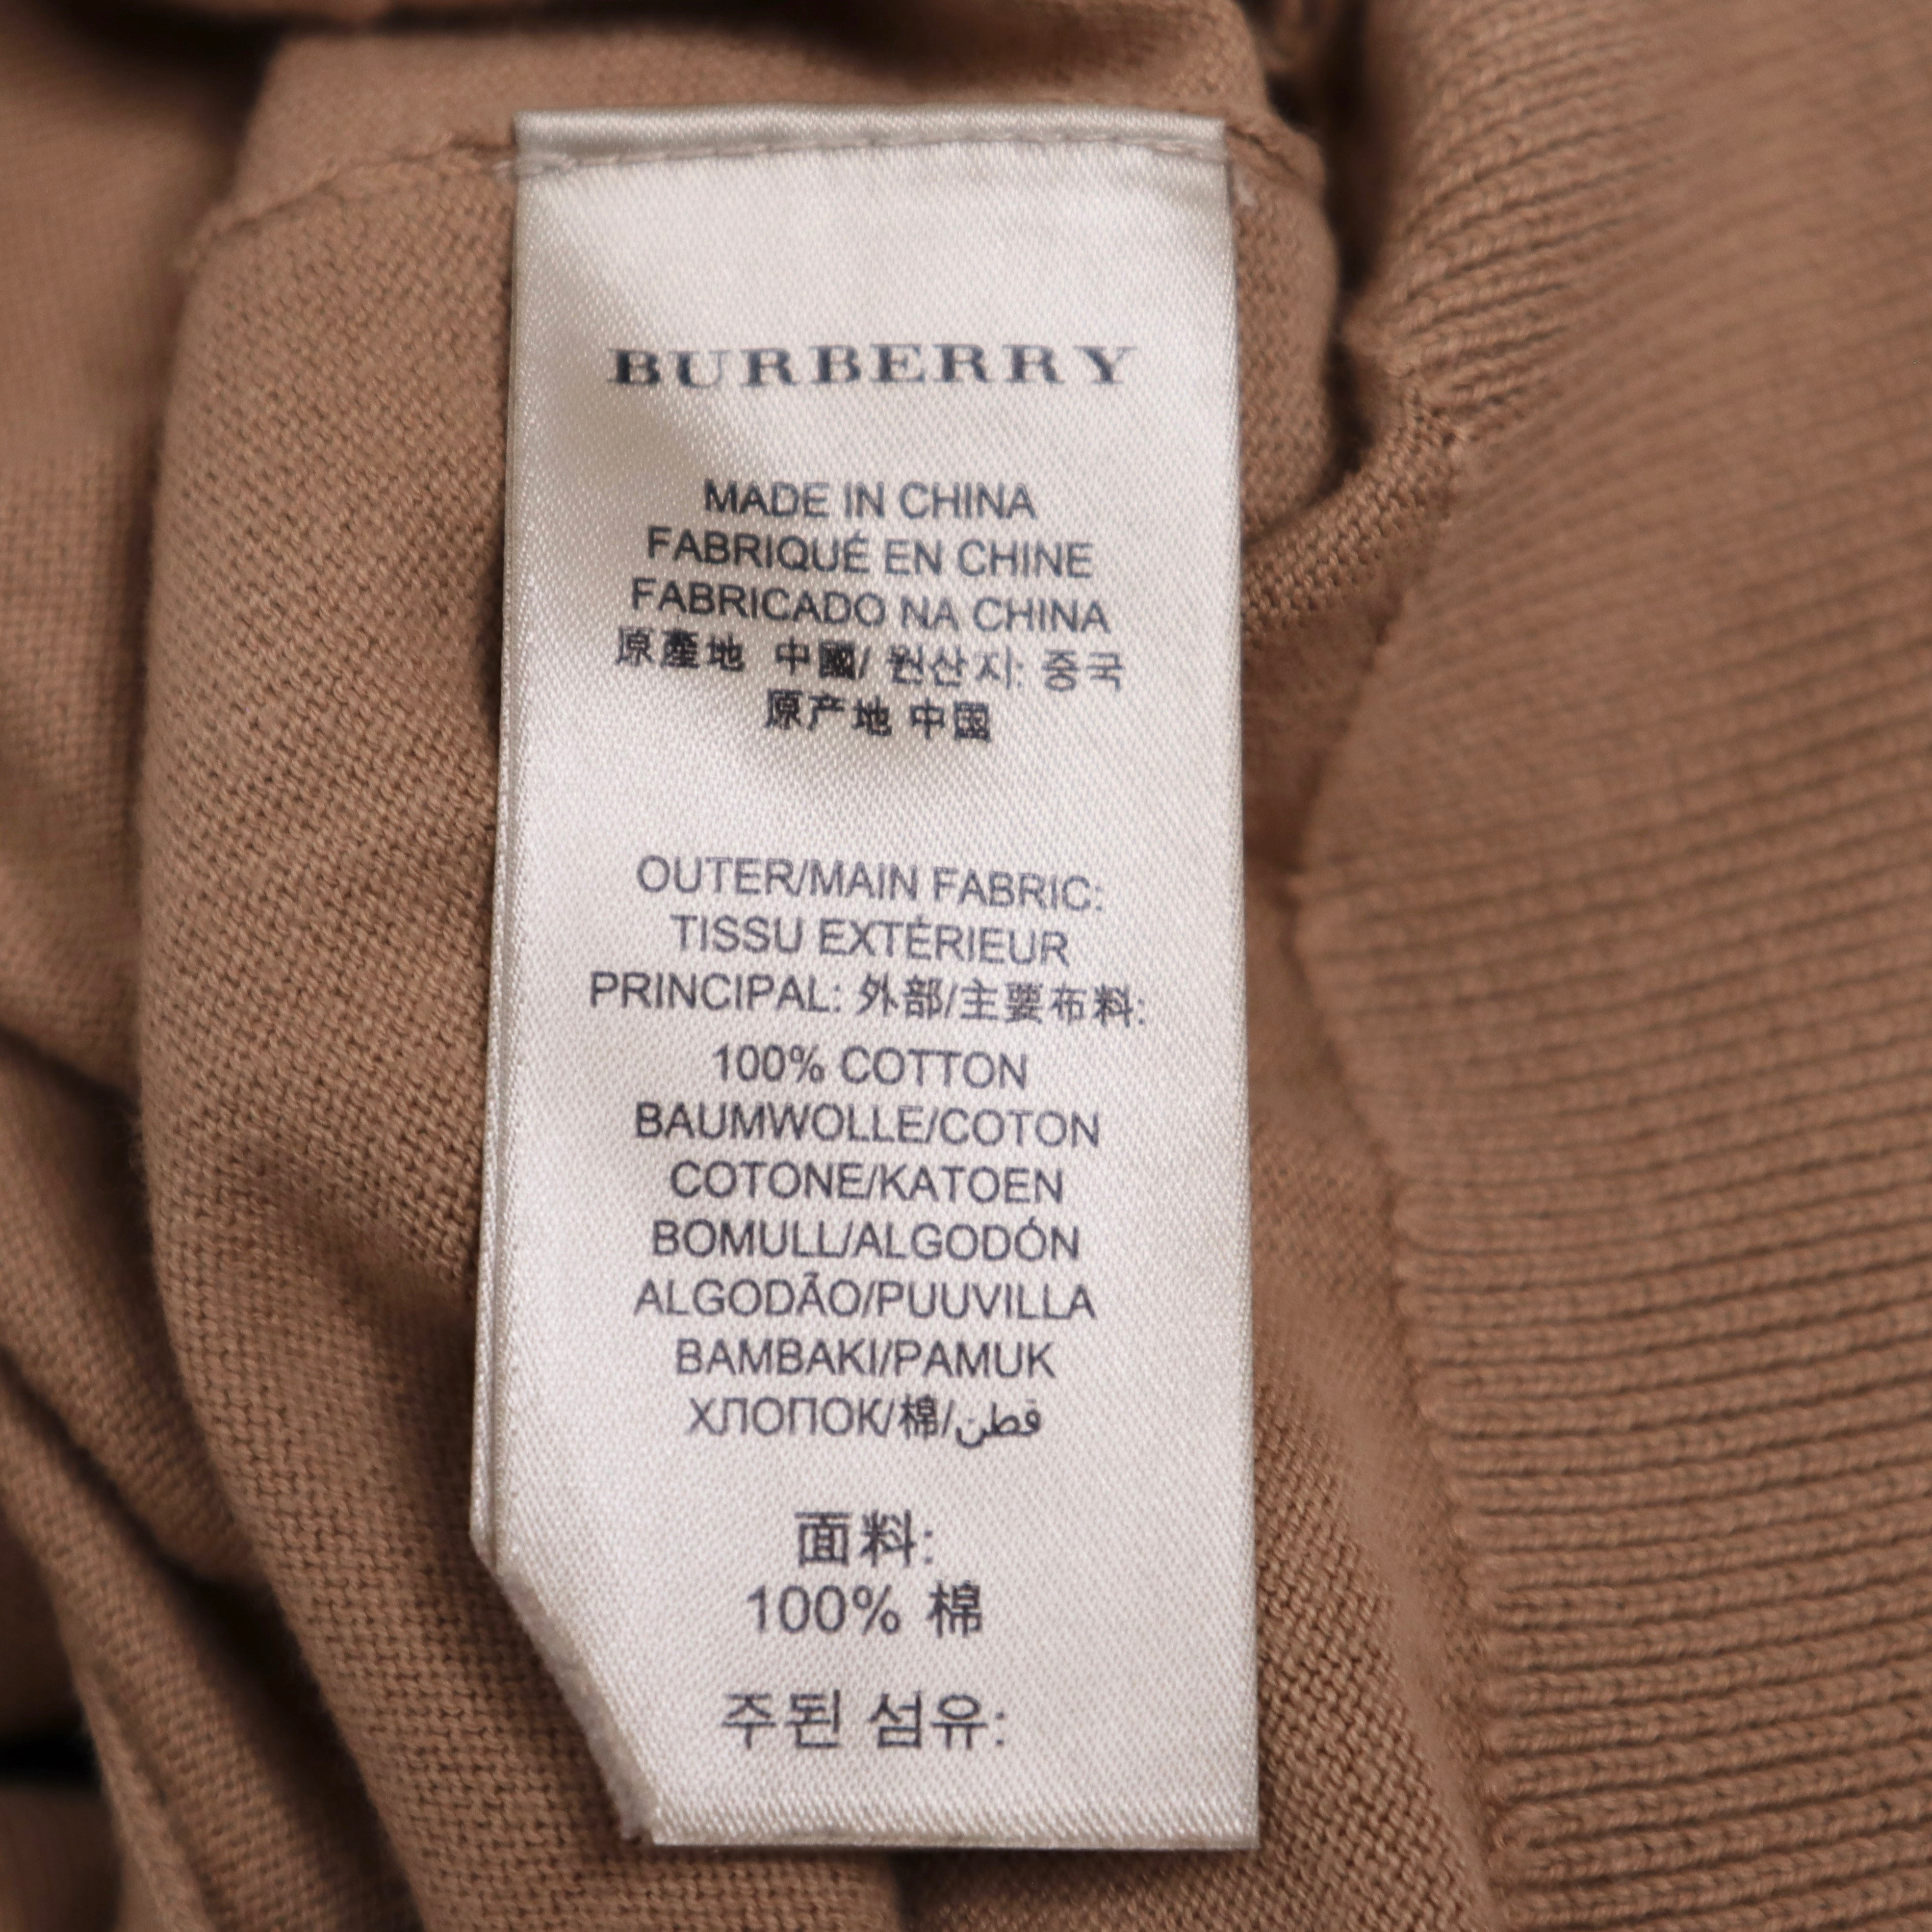 BURBERRY
MADE IN CHINA
FABRIQUÉ EN CHINE
FABRICADO NA CHINA
原產地 中國/ 원산지: 중국
原产地 中国
OUTER/MAIN FABRIC:
TISSU EXTÉRIEUR
PRINCIPAL: 外部/主要布料:
100% COTTON
BAUMWOLLE/COTON
COTONE/KATOEN
BOMULL/ALGODÓN
ALGODÃO/PUUVILLA
BAMBAKI/PAMUK
ХЛОПОК/棉/قطن
面料:
100% 棉
주된 섬유: